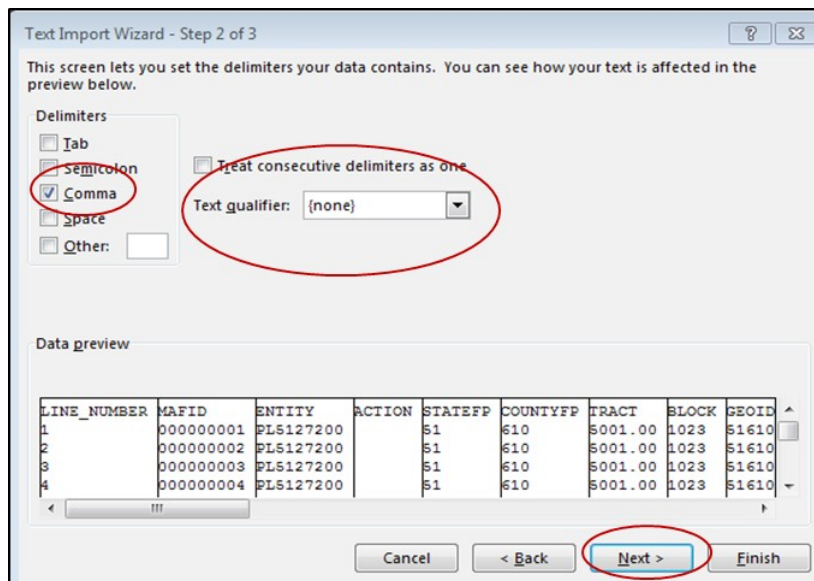 Text Import Wizard - Step 2 of 3
This screen lets you set the delimiters your data contains. You can see how your text is affected in the
preview below.
Delimiters
Tab
Semicolon
Comma
Space
Other:
Treat consecutive delimiters as one
Text qualifier: {none}
Data preview
LINE_NUMBER MAFID ENTITY ACTION STATEFP COUNTYFP TRACT BLOCK GEOID
1 000000001 PL5127200 51 610 5001.00 1023 51610
2 000000002 PL5127200 51 610 5001.00 1023 51610
3 000000003 PL5127200 51 610 5001.00 1023 51610
4 000000004 PL5127200 51 610 5001.00 1023 51610
Cancel < Back Next > Finish